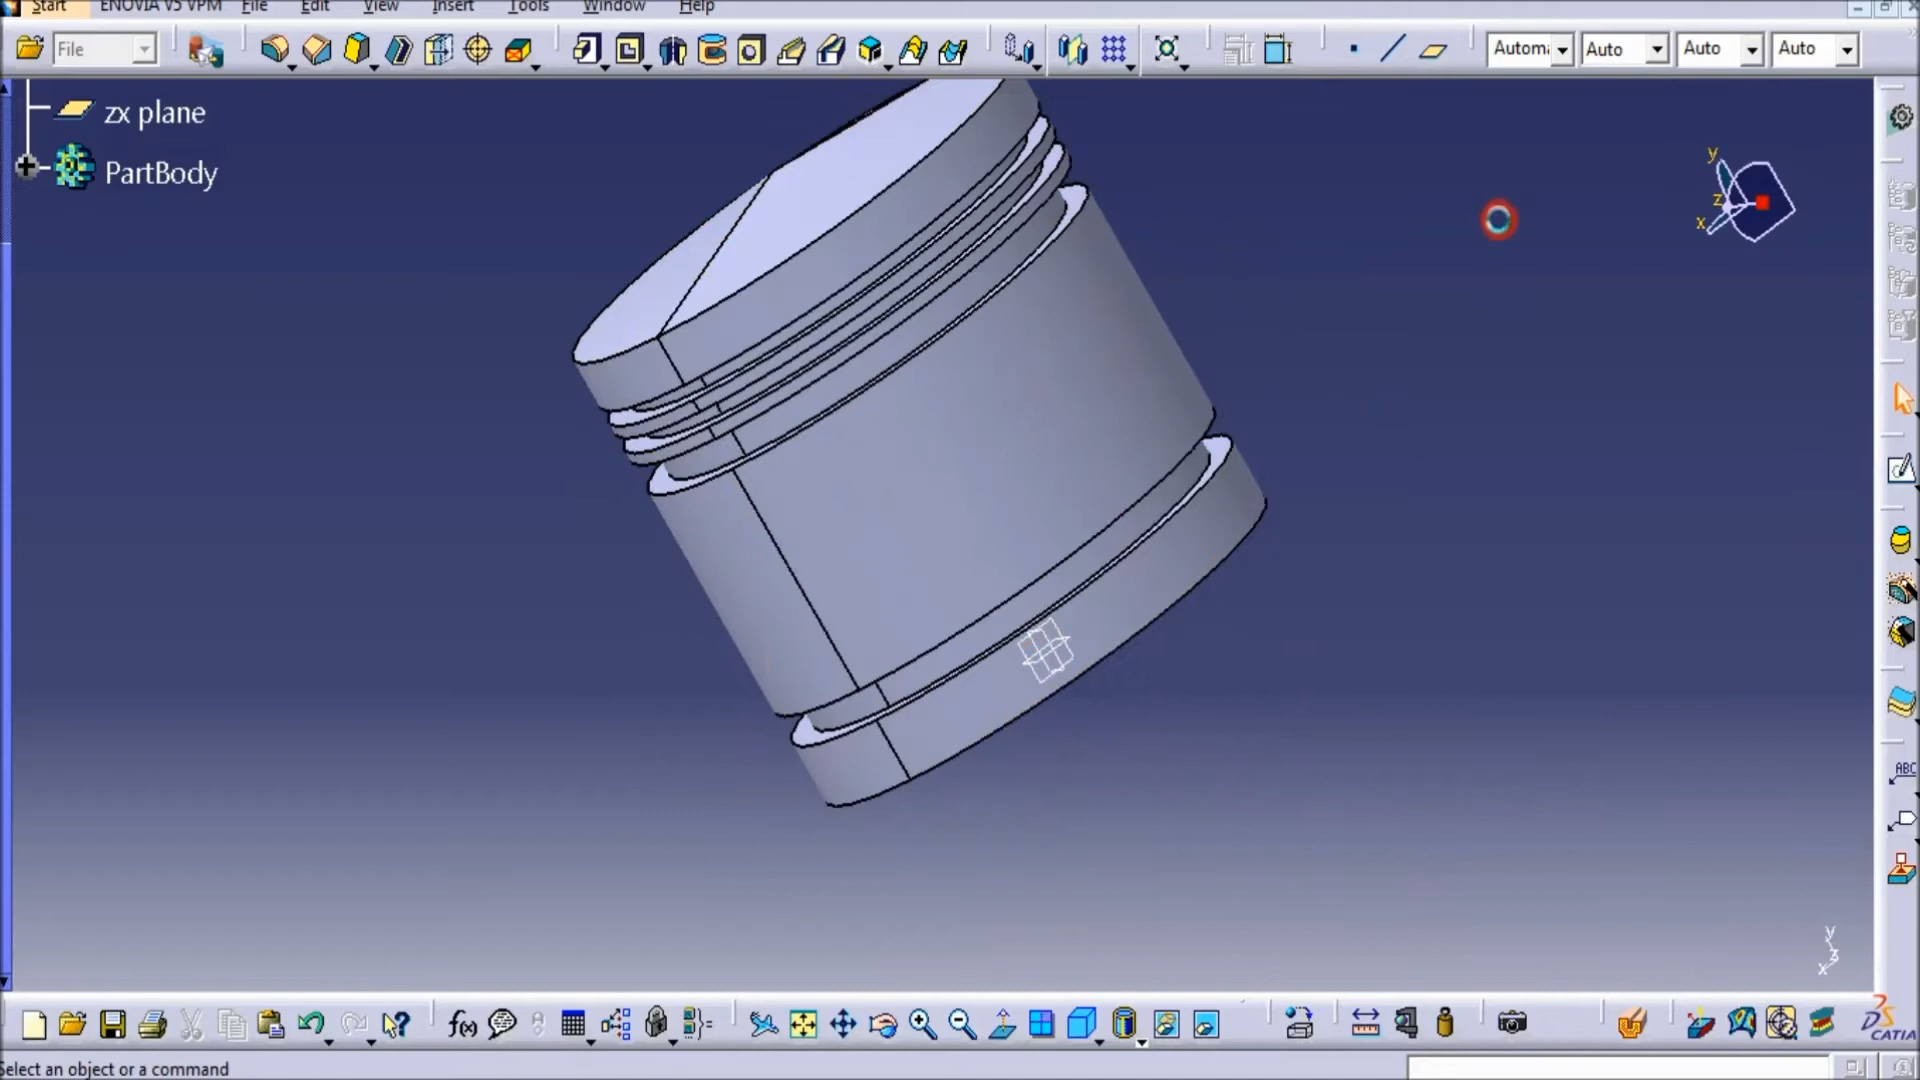 Start ENOVIA V5 VPM File Edit View Insert Tools Window Help
File
Autom Auto Auto Auto
zx plane
PartBody
y
z
x
ABC
y
z
x
f(x)
CATIA
Select an object or a command